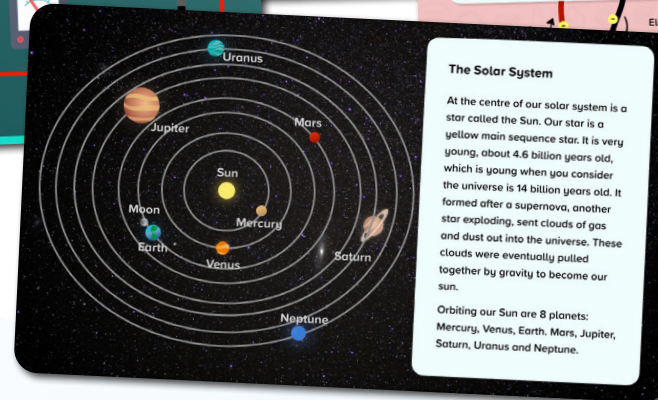 Uranus
Jupiter
Mars
Sun
Moon
Mercury
Earth
Venus
Saturn
Neptune
The Solar System
At the centre of our solar system is a
star called the Sun. Our star is a
yellow main sequence star. It is very
young, about 4.6 billion years old,
which is young when you consider
the universe is 14 billion years old. It
formed after a supernova, another
star exploding, sent clouds of gas
and dust out into the universe. These
clouds were eventually pulled
together by gravity to become our
sun.
Orbiting our Sun are 8 planets:
Mercury, Venus, Earth. Mars, Jupiter,
Saturn, Uranus and Neptune.